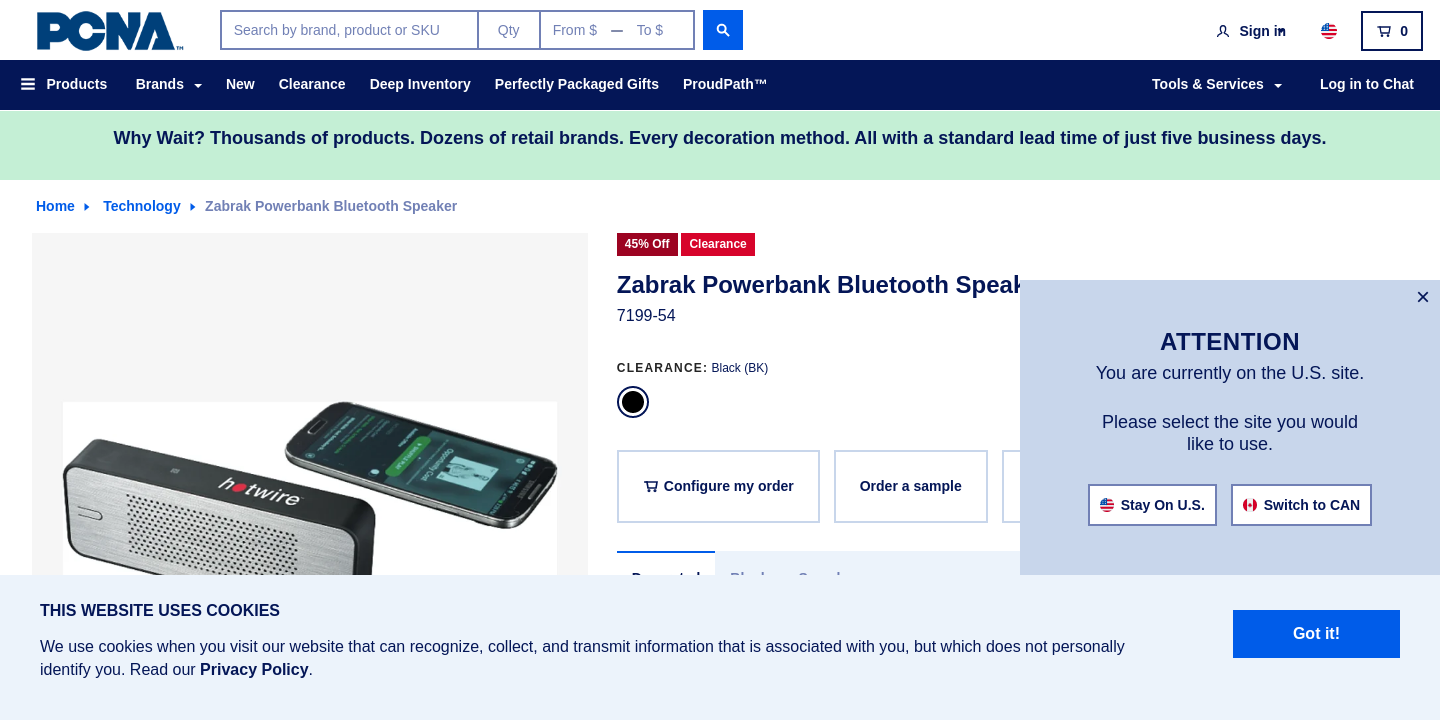 PCNA™
Search by brand, product or SKU
Qty
From $ — To $
Sign in
0
Products
Brands
New
Clearance
Deep Inventory
Perfectly Packaged Gifts
ProudPath™
Tools & Services
Log in to Chat
Why Wait? Thousands of products. Dozens of retail brands. Every decoration method. All with a standard lead time of just five business days.
Home
Technology
Zabrak Powerbank Bluetooth Speaker
45% Off
Clearance
Zabrak Powerbank Bluetooth Speak
7199-54
CLEARANCE: Black (BK)
Configure my order
Order a sample
hotwire™
×
ATTENTION
You are currently on the U.S. site.
Please select the site you would
like to use.
Stay On U.S.
Switch to CAN
THIS WEBSITE USES COOKIES
We use cookies when you visit our website that can recognize, collect, and transmit information that is associated with you, but which does not personally
identify you. Read our Privacy Policy.
Got it!